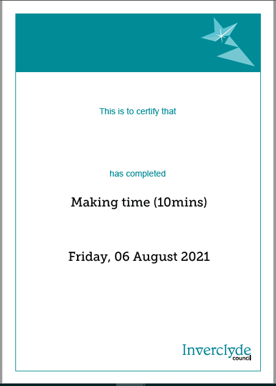 This is to certify that
has completed
Making time (10mins)
Friday, 06 August 2021
Inverclyde
council